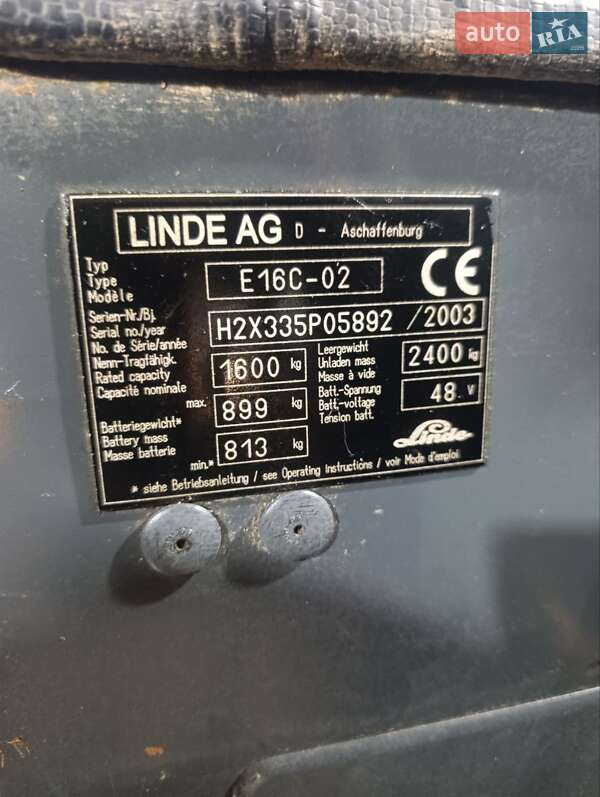 auto RIA .com
LINDE AG D - Aschaffenburg
Typ
Type
Modèle
E16C-02
CE
Serien-Nr./Bj.
Serial no./year
No. de Série/année
H2X335P05892 / 2003
Nenn-Tragfähigk.
Rated capacity
Capacité nominale
1600 kg
Leergewicht
Unladen mass
Masse à vide
2400 kg
Batteriegewicht*
Battery mass
Masse batterie
max. 899 kg
min.* 813 kg
Batt.-Spannung
Batt.-voltage
Tension batt.
48 V
Linde
* siehe Betriebsanleitung / see Operating Instructions / voir Mode d'emploi